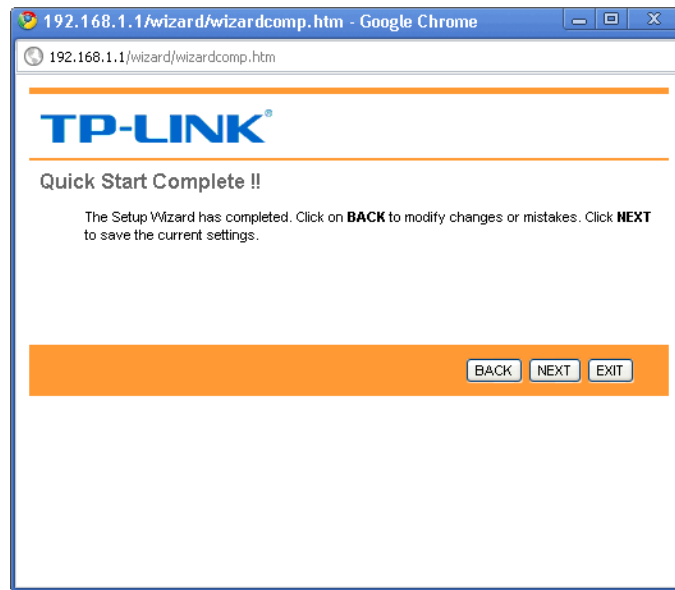 192.168.1.1/wizard/wizardcomp.htm - Google Chrome
192.168.1.1/wizard/wizardcomp.htm
TP-LINK®
Quick Start Complete !!
The Setup Wizard has completed. Click on BACK to modify changes or mistakes. Click NEXT
to save the current settings.
BACK NEXT EXIT